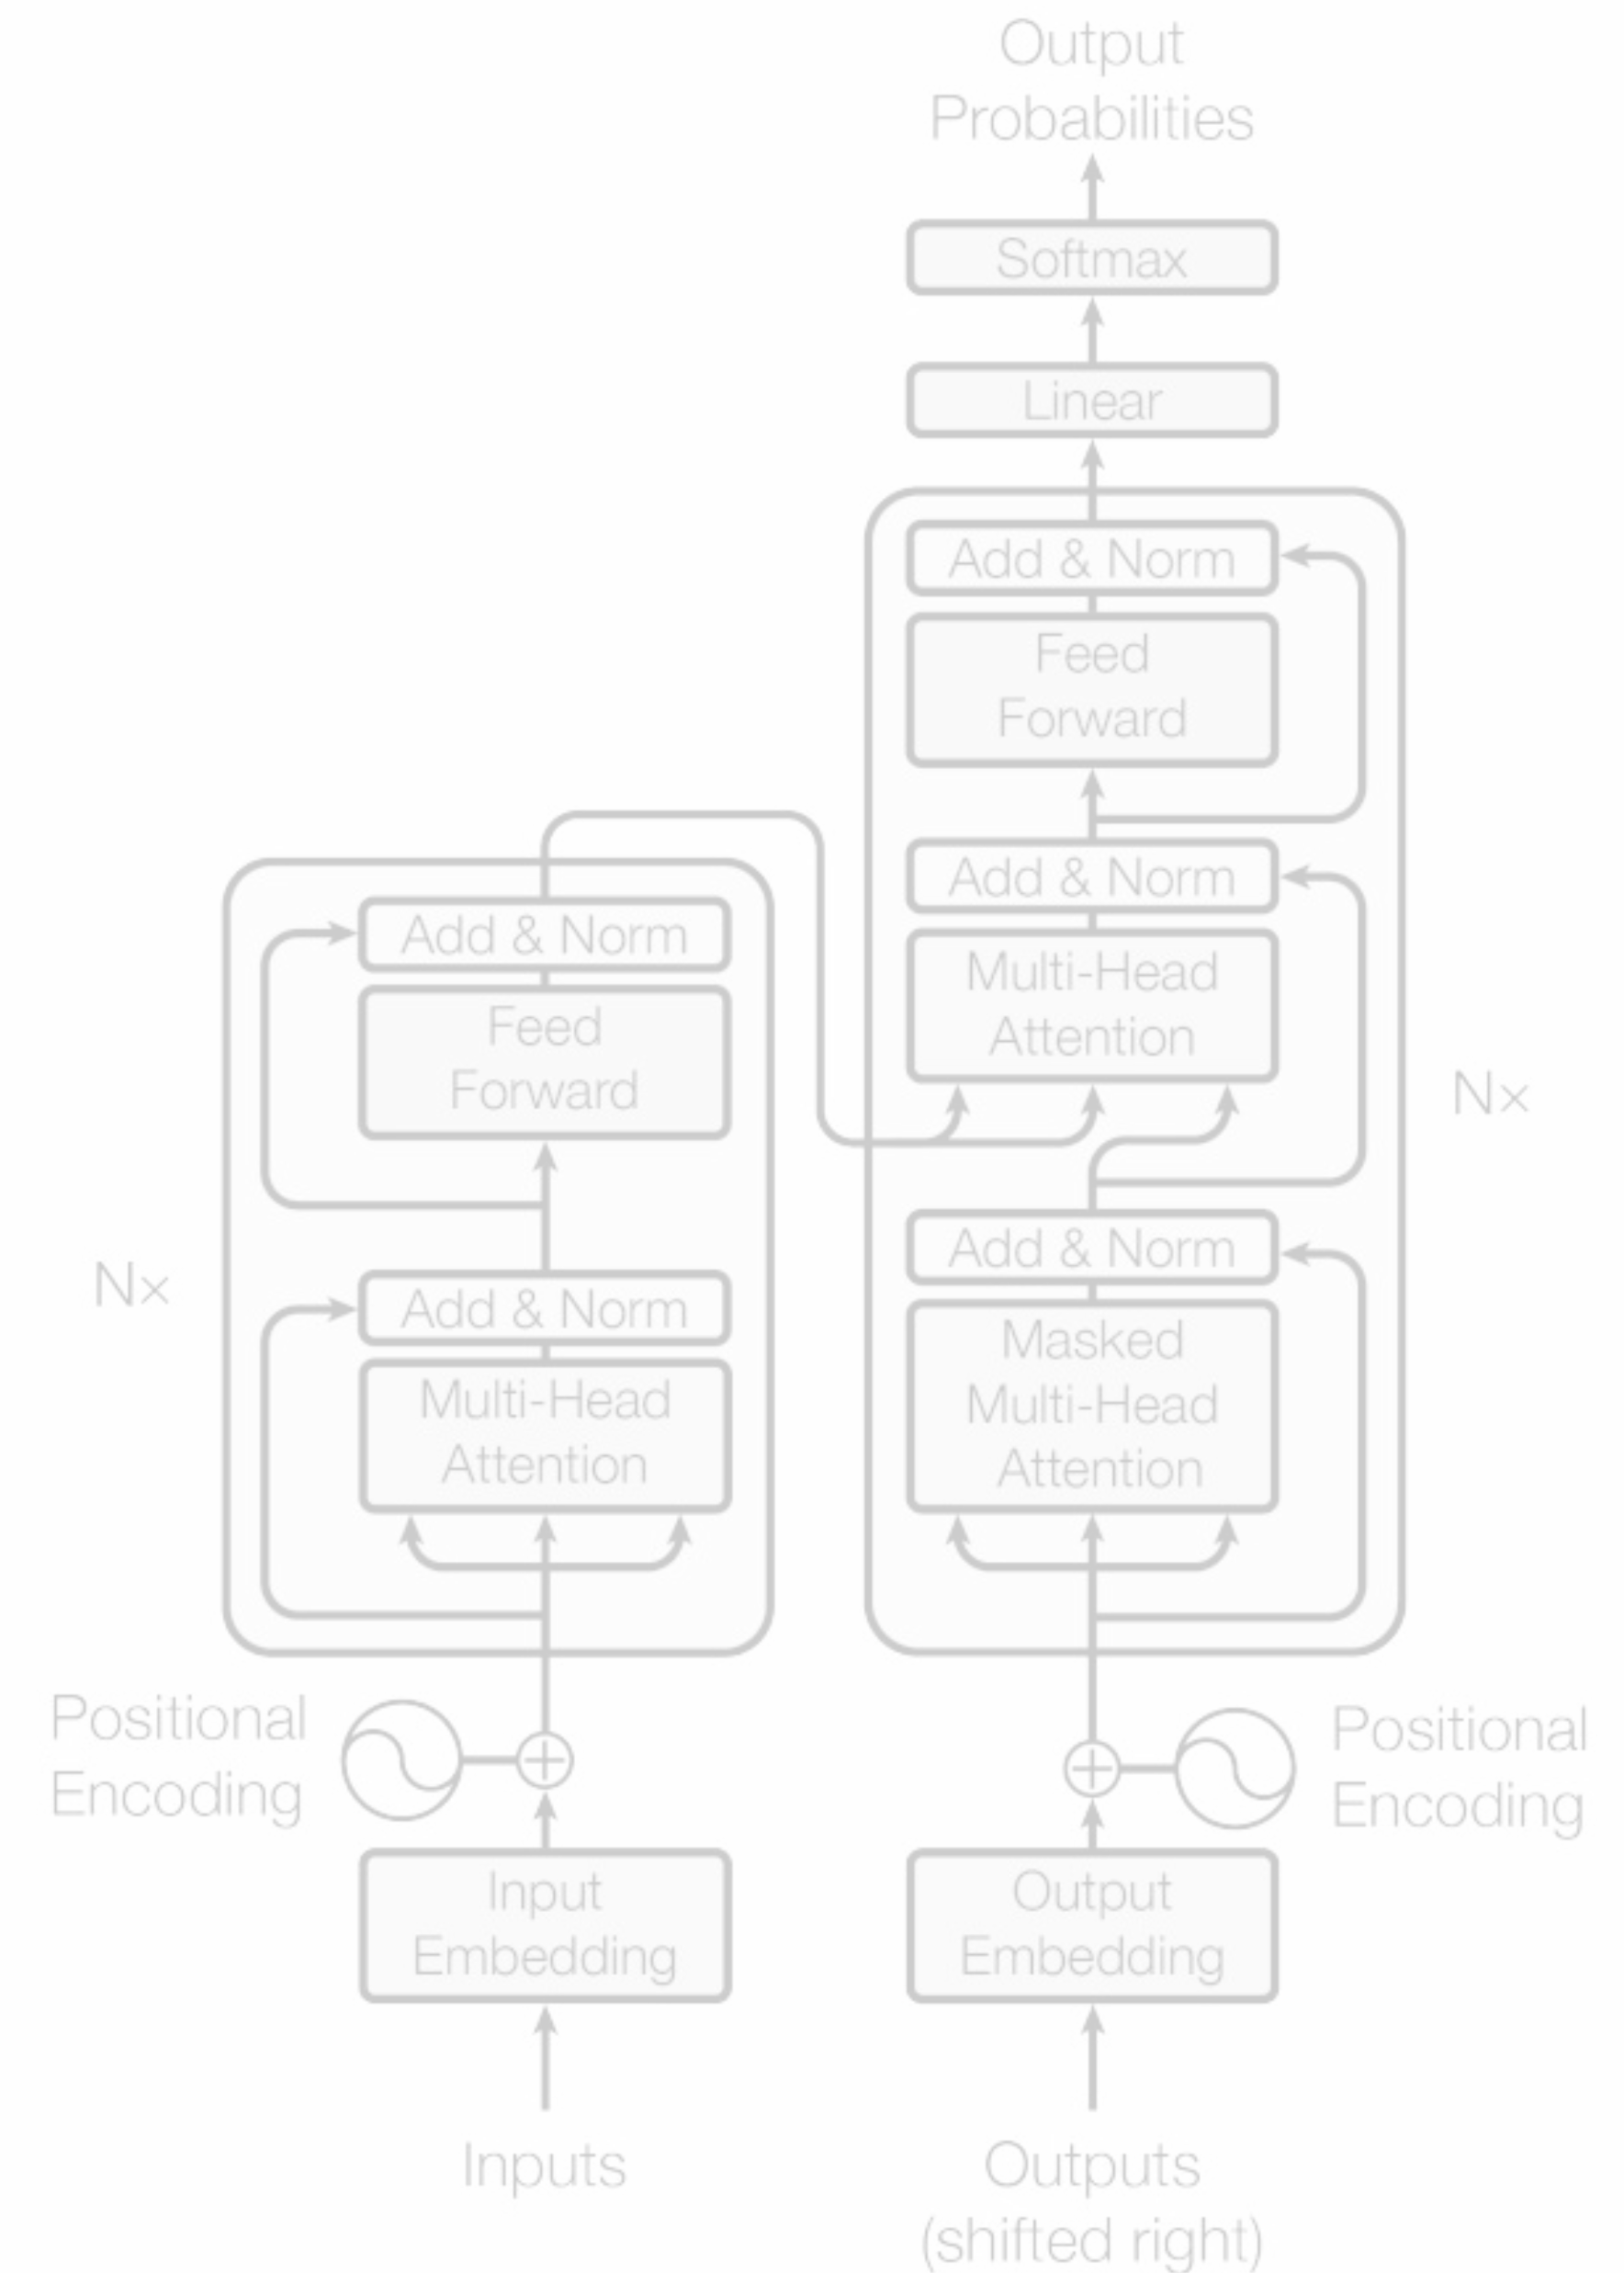 Output
Probabilities
Softmax
Linear
Add & Norm
Feed
Forward
Add & Norm
Multi-Head
Attention
Nx
Add & Norm
Masked
Multi-Head
Attention
Add & Norm
Feed
Forward
Nx
Add & Norm
Multi-Head
Attention
Positional
Encoding
Positional
Encoding
Input
Embedding
Output
Embedding
Inputs
Outputs
(shifted right)